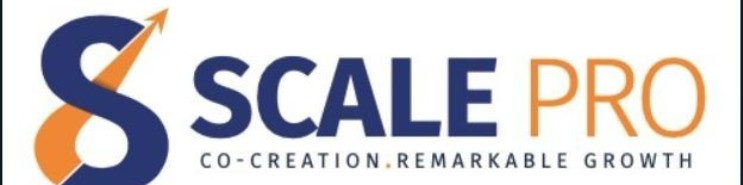 SCALE PRO
CO-CREATION.REMARKABLE GROWTH